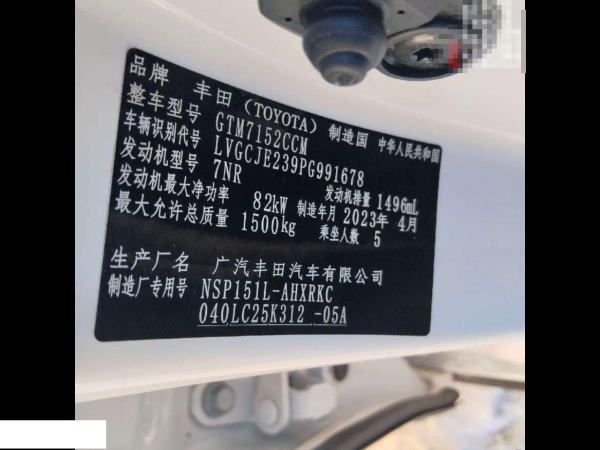 品牌 丰田(TOYOTA) 制造国 中华人民共和国
整车型号 GTM7152CCM
车辆识别代号 LVGCJE239PG991678
发动机型号 7NR 发动机排量 1496mL
发动机最大净功率 82kW 制造年月 2023年 4月
最大允许总质量 1500kg 乘坐人数 5
生产厂名 广汽丰田汽车有限公司
制造厂专用号 NSP151L-AHXRKC
040LC25K312 -05A